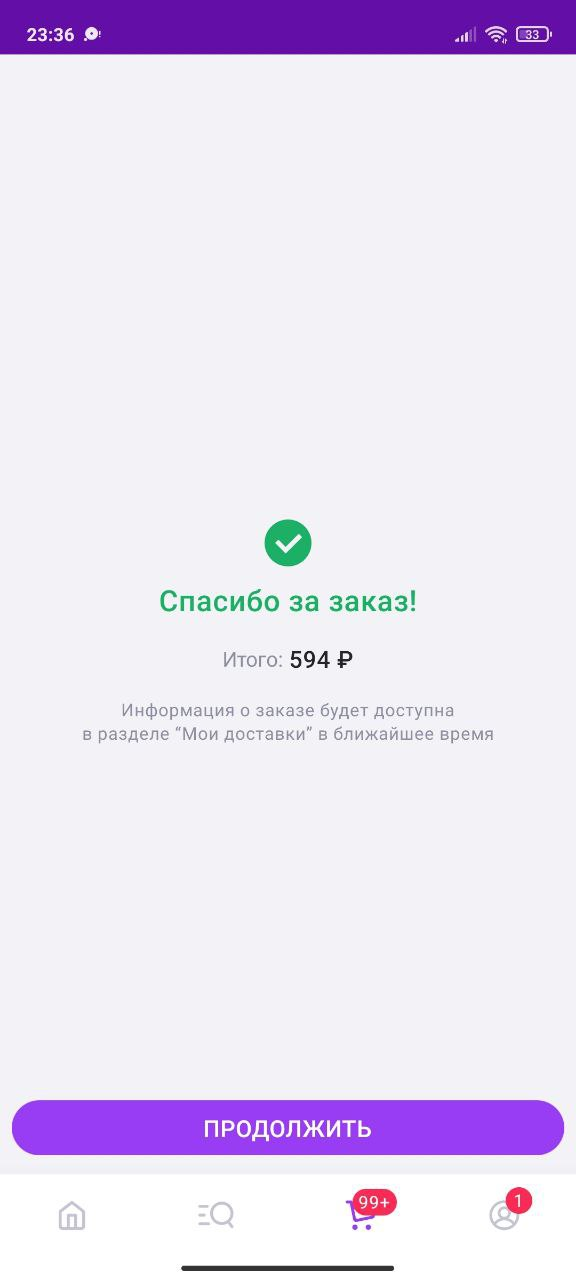 23:36
33
Спасибо за заказ!
Итого: 594 ₽
Информация о заказе будет доступна
в разделе “Мои доставки” в ближайшее время
ПРОДОЛЖИТЬ
99+
1